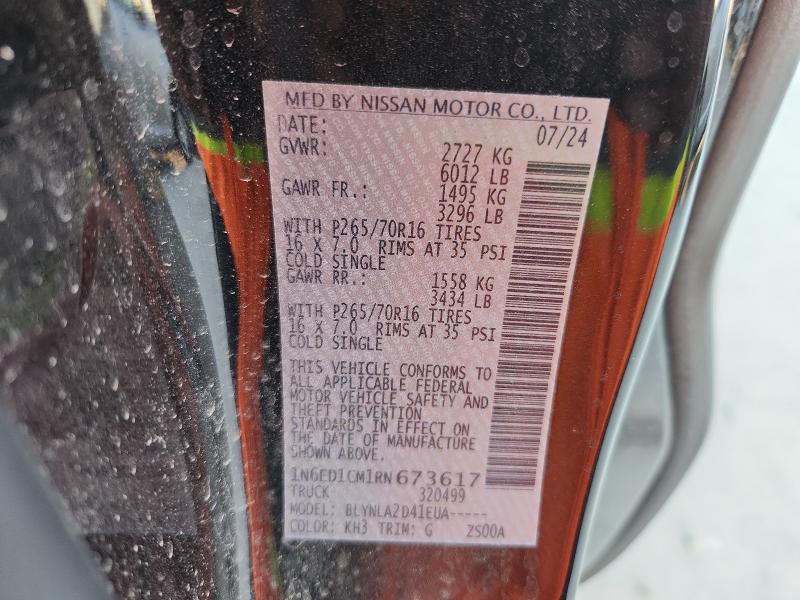 MFD BY NISSAN MOTOR CO., LTD.
DATE: 07/24
GVWR: 2727 KG
6012 LB
GAWR FR.: 1495 KG
3296 LB
WITH P265/70R16 TIRES
16 X 7.0 RIMS AT 35 PSI
COLD SINGLE
GAWR RR.: 1558 KG
3434 LB
WITH P265/70R16 TIRES
16 X 7.0 RIMS AT 35 PSI
COLD SINGLE
THIS VEHICLE CONFORMS TO
ALL APPLICABLE FEDERAL
MOTOR VEHICLE SAFETY AND
THEFT PREVENTION
STANDARDS IN EFFECT ON
THE DATE OF MANUFACTURE
SHOWN ABOVE.
1N6ED1CM1RN673617
TRUCK 320499
MODEL: BLYNLA2D41EUA-----
COLOR: KH3 TRIM: G ZS00A